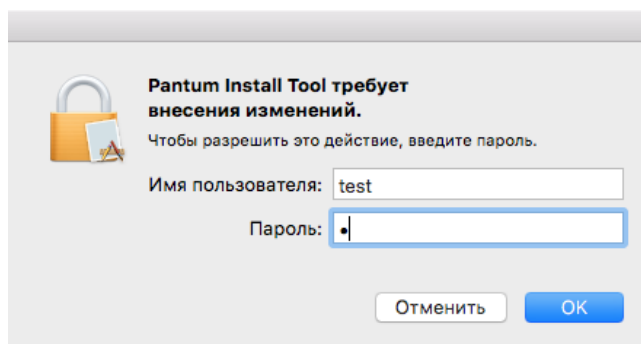 Pantum Install Tool требует
внесения изменений.
Чтобы разрешить это действие, введите пароль.
Имя пользователя: test
Пароль: •
Отменить OK